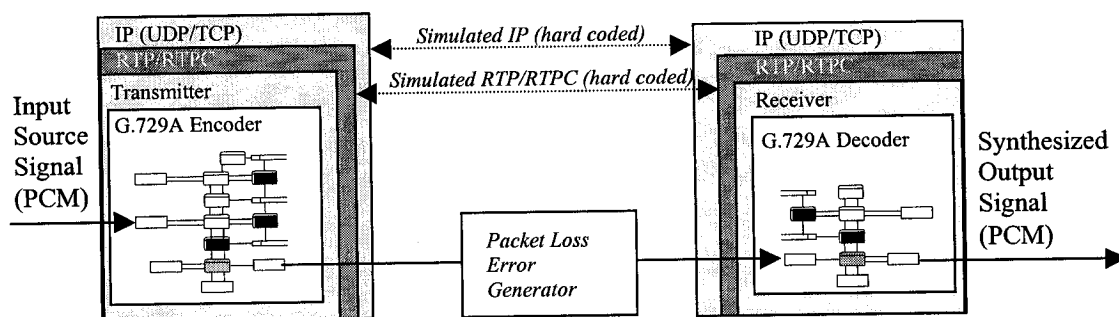 IP (UDP/TCP)
RTP/RTPC
Transmitter
G.729A Encoder
Input
Source
Signal
(PCM)
Simulated IP (hard coded)
Simulated RTP/RTPC (hard coded)
Packet Loss
Error
Generator
IP (UDP/TCP)
RTP/RTPC
Receiver
G.729A Decoder
Synthesized
Output
Signal
(PCM)